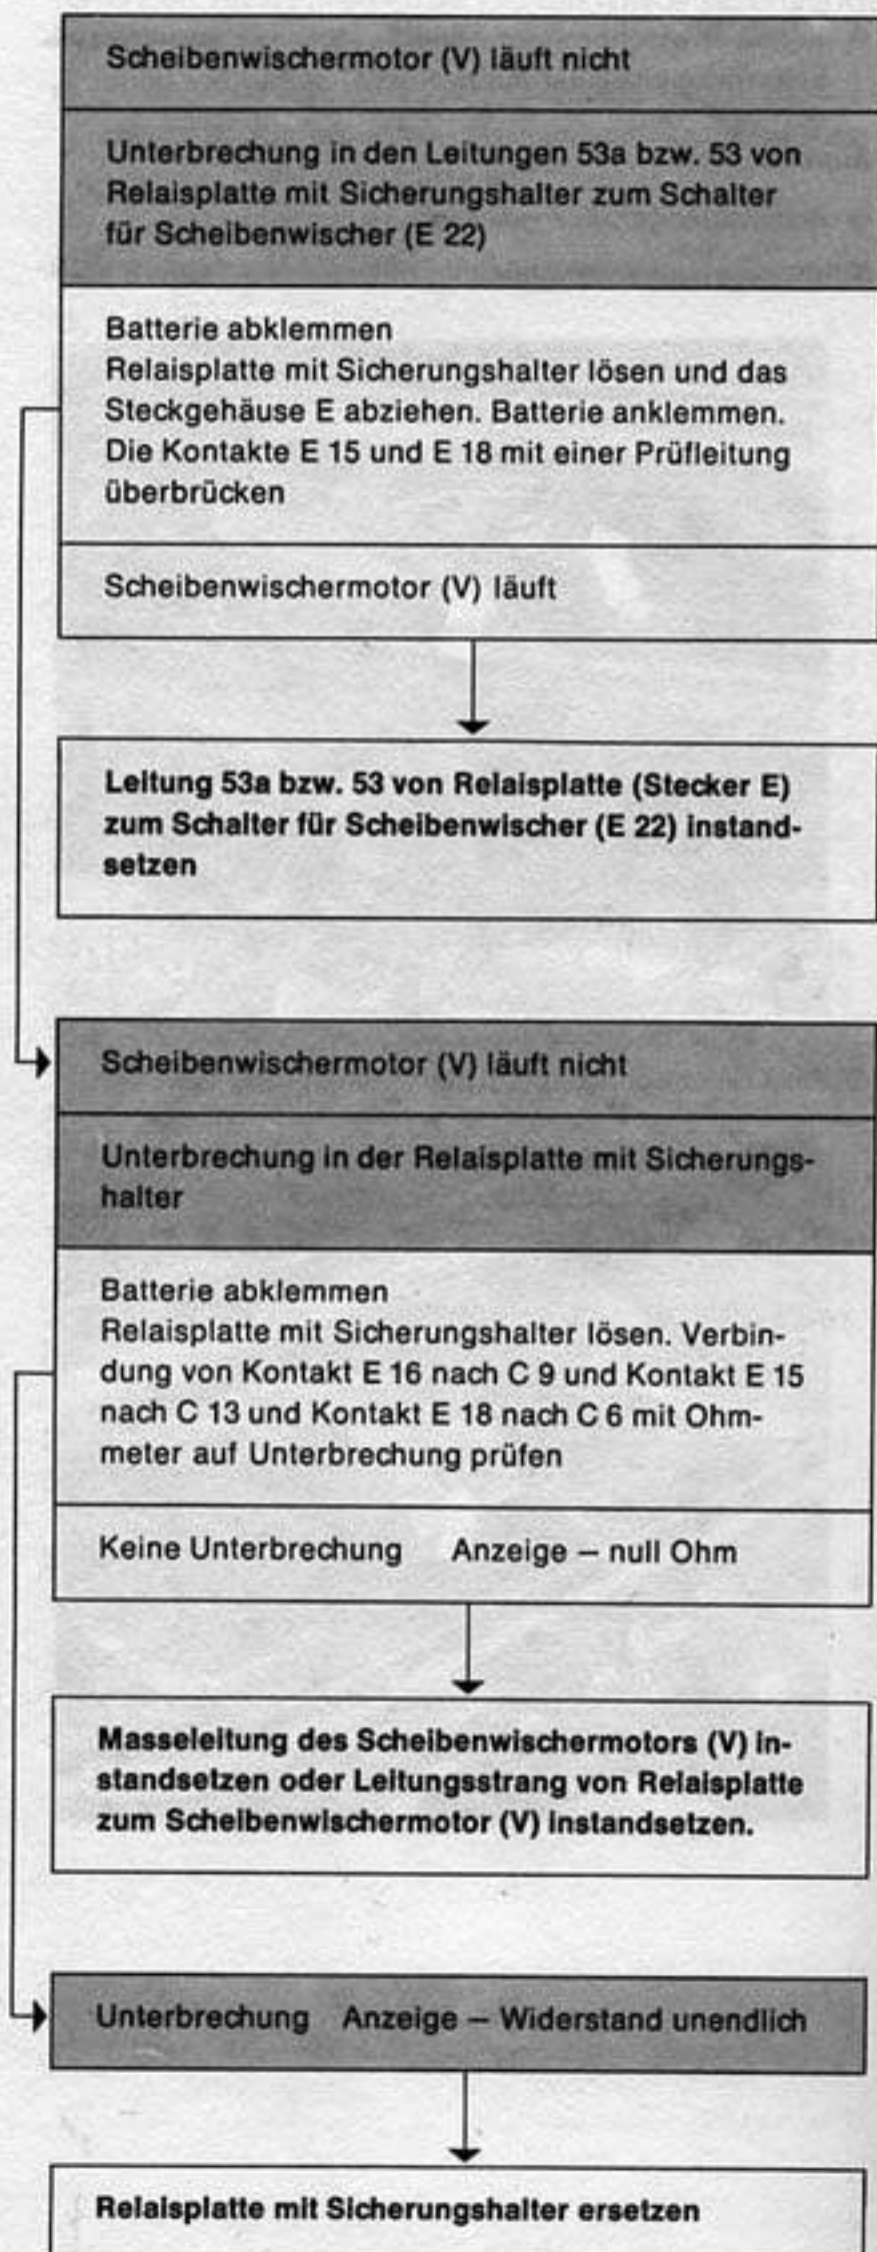 Scheibenwischermotor (V) läuft nicht
Unterbrechung in den Leitungen 53a bzw. 53 von
Relaisplatte mit Sicherungshalter zum Schalter
für Scheibenwischer (E 22)
Batterie abklemmen
Relaisplatte mit Sicherungshalter lösen und das
Steckgehäuse E abziehen. Batterie anklemmen.
Die Kontakte E 15 und E 18 mit einer Prüfleitung
überbrücken
Scheibenwischermotor (V) läuft
Leitung 53a bzw. 53 von Relaisplatte (Stecker E)
zum Schalter für Scheibenwischer (E 22) instand-
setzen
Scheibenwischermotor (V) läuft nicht
Unterbrechung in der Relaisplatte mit Sicherungs-
halter
Batterie abklemmen
Relaisplatte mit Sicherungshalter lösen. Verbin-
dung von Kontakt E 16 nach C 9 und Kontakt E 15
nach C 13 und Kontakt E 18 nach C 6 mit Ohm-
meter auf Unterbrechung prüfen
Keine Unterbrechung Anzeige – null Ohm
Masseleitung des Scheibenwischermotors (V) in-
standsetzen oder Leitungsstrang von Relaisplatte
zum Scheibenwischermotor (V) instandsetzen.
Unterbrechung Anzeige – Widerstand unendlich
Relaisplatte mit Sicherungshalter ersetzen